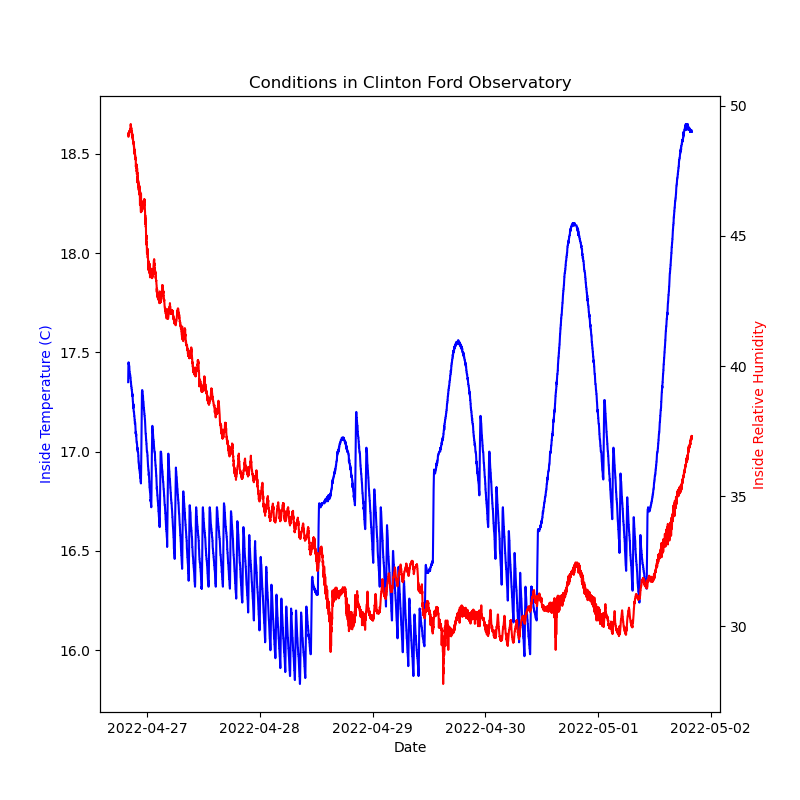 Conditions in Clinton Ford Observatory
Inside Temperature (C)
18.5
18.0
17.5
17.0
16.5
16.0
50
45
40
35
30
Inside Relative Humidity
2022-04-27 2022-04-28 2022-04-29 2022-04-30 2022-05-01 2022-05-02
Date